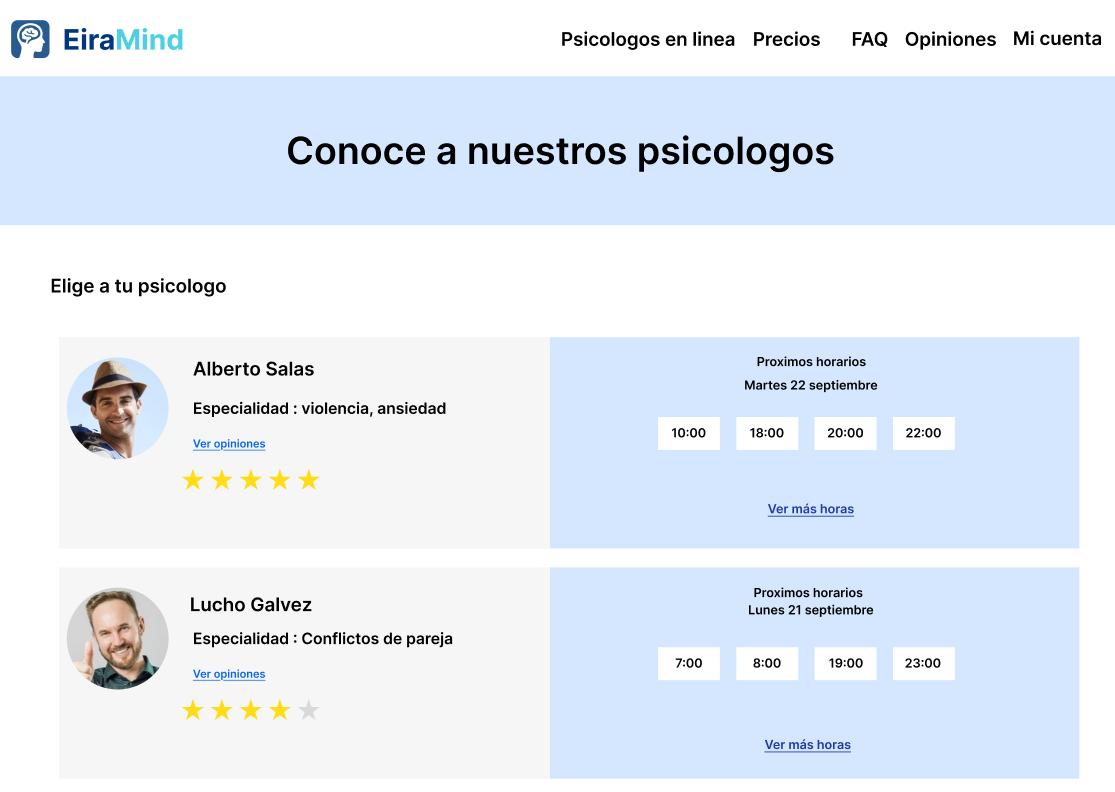 EiraMind
Psicologos en linea
Precios
FAQ
Opiniones
Mi cuenta
Conoce a nuestros psicologos
Elige a tu psicologo
Alberto Salas
Especialidad : violencia, ansiedad
Ver opiniones
Proximos horarios
Martes 22 septiembre
10:00
18:00
20:00
22:00
Ver más horas
Lucho Galvez
Especialidad : Conflictos de pareja
Ver opiniones
Proximos horarios
Lunes 21 septiembre
7:00
8:00
19:00
23:00
Ver más horas